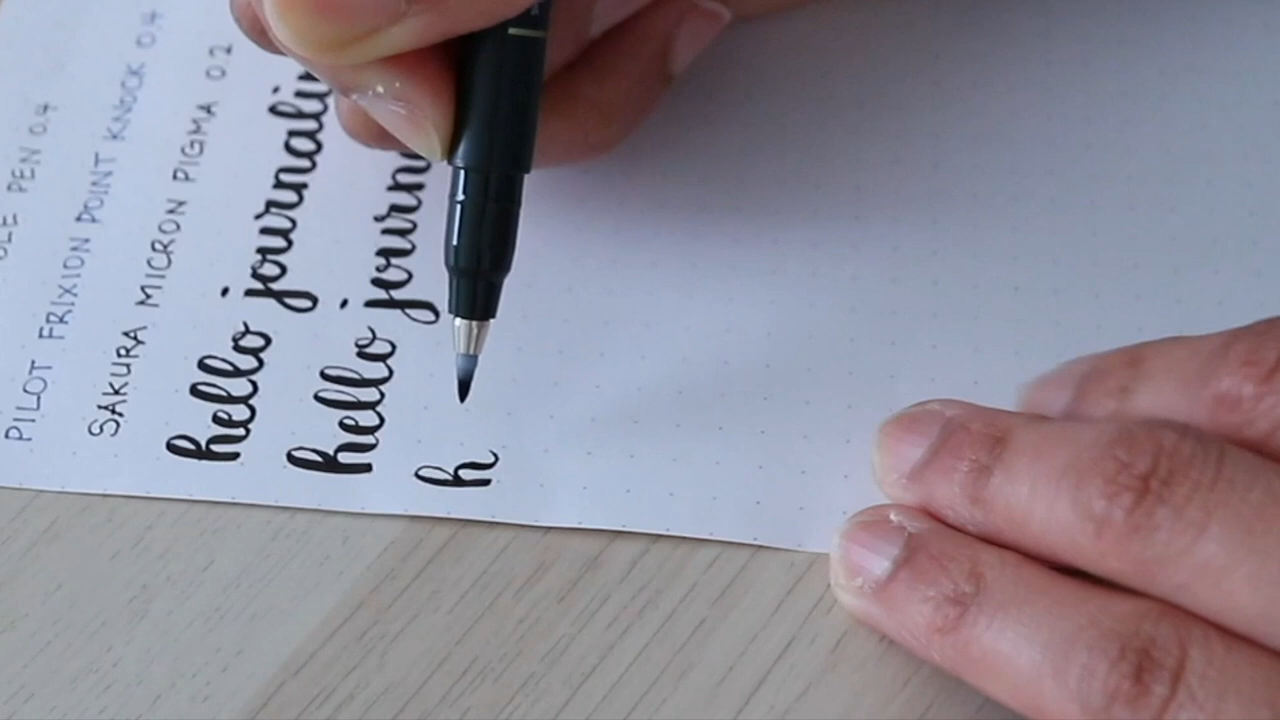 PEN 0.4
PILOT FRIXION POINT KNOCK 0.4
SAKURA MICRON PIGMA 0.2
hello journali
hello journ
h